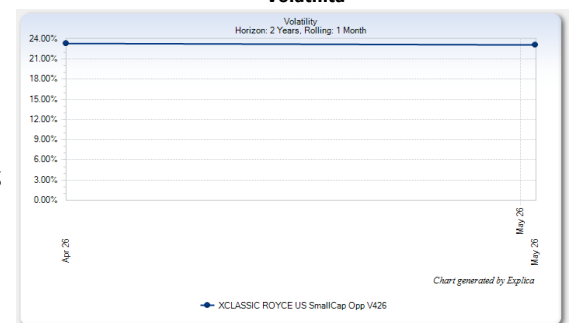 Volatility
Horizon: 2 Years, Rolling: 1 Month
24.00%
21.00%
18.00%
15.00%
12.00%
9.00%
6.00%
3.00%
0.00%
Apr 26
May 26
May 26
Chart generated by Explica
XCLASSIC ROYCE US SmallCap Opp V426